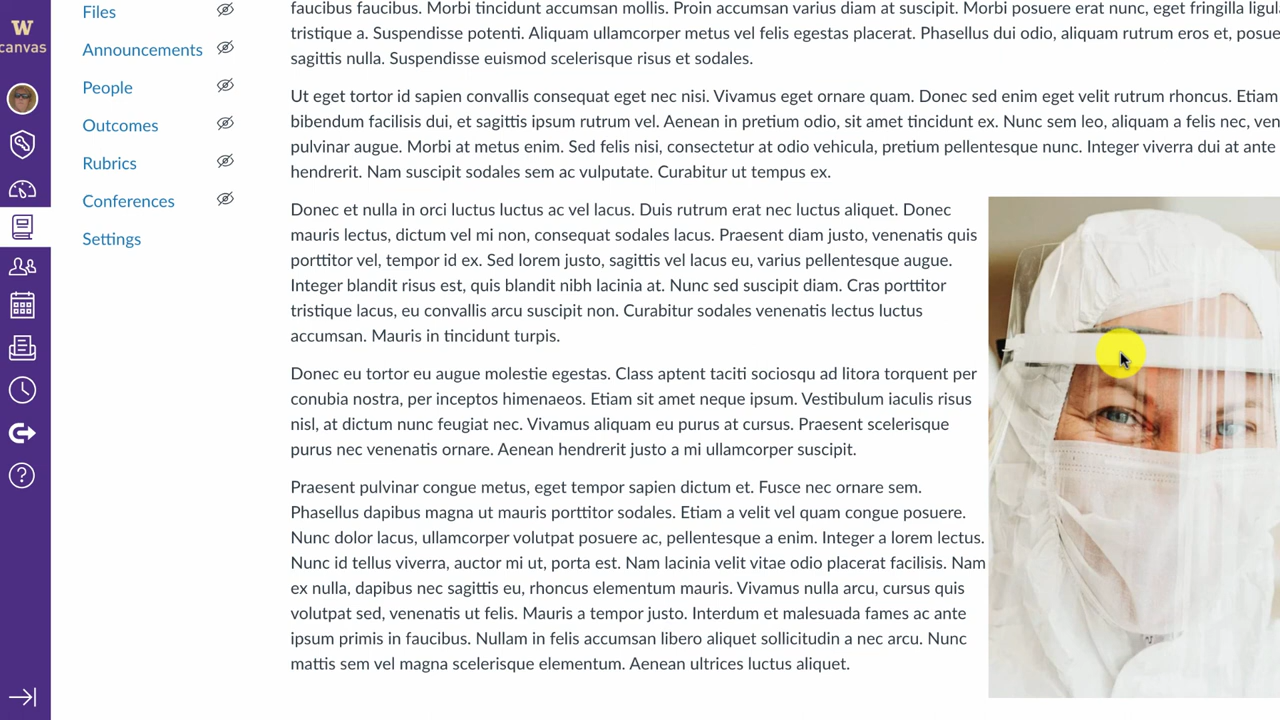 W
canvas
Files
Announcements
People
Outcomes
Rubrics
Conferences
Settings
faucibus faucibus. Morbi tincidunt accumsan mollis. Proin accumsan varius diam at suscipit. Morbi posuere erat nunc, eget fringilla
tristique a. Suspendisse potenti. Aliquam ullamcorper metus vel felis egestas placerat. Phasellus dui odio, aliquam rutrum eros et,
sagittis nulla. Suspendisse euismod scelerisque risus et sodales.
Ut eget tortor id sapien convallis consequat eget nec nisi. Vivamus eget ornare quam. Donec sed enim eget velit rutrum rhoncus. Etiam
bibendum facilisis dui, et sagittis ipsum rutrum vel. Aenean in pretium odio, sit amet tincidunt ex. Nunc sem leo, aliquam a felis nec,
pulvinar augue. Morbi at metus enim. Sed felis nisi, consectetur at odio vehicula, pretium pellentesque nunc. Integer viverra dui at ante
hendrerit. Nam suscipit sodales sem ac vulputate. Curabitur ut tempus ex.
Donec et nulla in orci luctus luctus ac vel lacus. Duis rutrum erat nec luctus aliquet. Donec
mauris lectus, dictum vel mi non, consequat sodales lacus. Praesent diam justo, venenatis quis
porttitor vel, tempor id ex. Sed lorem justo, sagittis vel lacus eu, varius pellentesque augue.
Integer blandit risus est, quis blandit nibh lacinia at. Nunc sed suscipit diam. Cras porttitor
tristique lacus, eu convallis arcu suscipit non. Curabitur sodales venenatis lectus luctus
accumsan. Mauris in tincidunt turpis.
Donec eu tortor eu augue molestie egestas. Class aptent taciti sociosqu ad litora torquent per
conubia nostra, per inceptos himenaeos. Etiam sit amet neque ipsum. Vestibulum iaculis risus
nisl, at dictum nunc feugiat nec. Vivamus aliquam eu purus at cursus. Praesent scelerisque
purus nec venenatis ornare. Aenean hendrerit justo a mi ullamcorper suscipit.
Praesent pulvinar congue metus, eget tempor sapien dictum et. Fusce nec ornare sem.
Phasellus dapibus magna ut mauris porttitor sodales. Etiam a velit vel quam congue posuere.
Nunc dolor lacus, ullamcorper volutpat posuere ac, pellentesque a enim. Integer a lorem lectus.
Nunc id tellus viverra, auctor mi ut, porta est. Nam lacinia velit vitae odio placerat facilisis. Nam
ex nulla, dapibus nec sagittis eu, rhoncus elementum mauris. Vivamus nulla arcu, cursus quis
volutpat sed, venenatis ut felis. Mauris a tempor justo. Interdum et malesuada fames ac ante
ipsum primis in faucibus. Nullam in felis accumsan libero aliquet sollicitudin a nec arcu. Nunc
mattis sem vel magna scelerisque elementum. Aenean ultrices luctus aliquet.